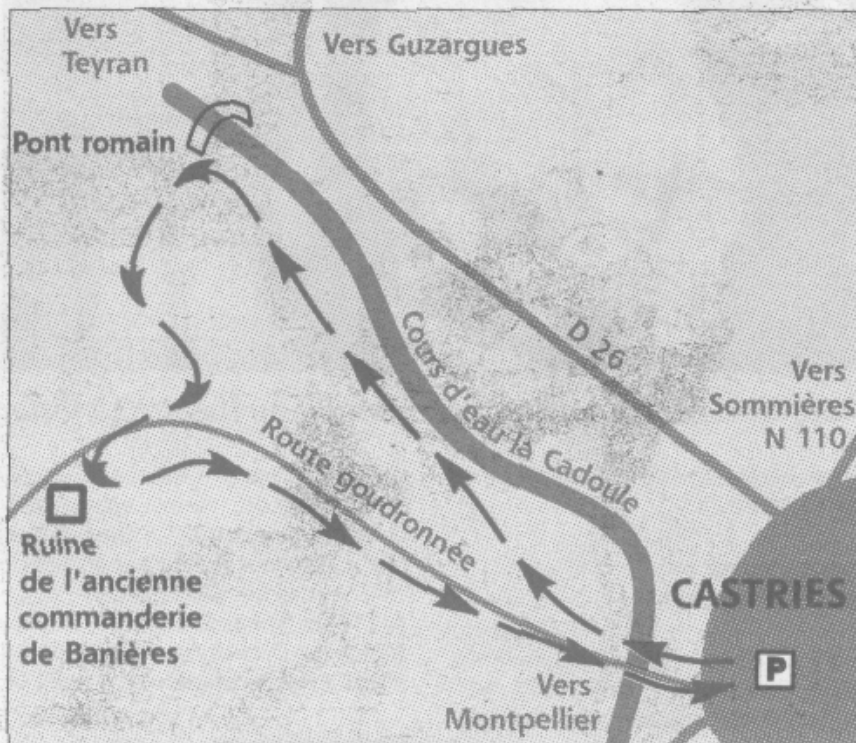 Vers
Teyran
Vers Guzargues
Pont romain
D 26
Cours d'eau la Cadoule
Vers
Sommières
N 110
Route goudronnée
Ruine
de l'ancienne
commanderie
de Banières
CASTRIES
P
Vers
Montpellier